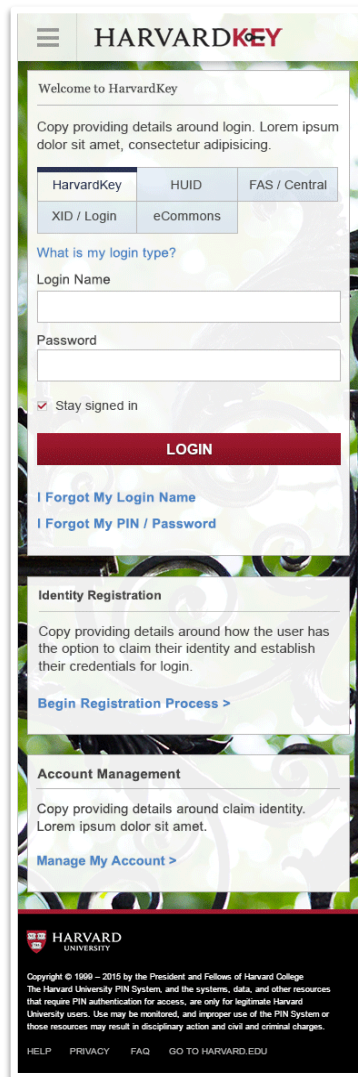 HARVARDKEY
Welcome to HarvardKey
Copy providing details around login. Lorem ipsum
dolor sit amet, consectetur adipisicing.
HarvardKey
HUID
FAS / Central
XID / Login
eCommons
What is my login type?
Login Name
Password
Stay signed in
LOGIN
I Forgot My Login Name
I Forgot My PIN / Password
Identity Registration
Copy providing details around how the user has
the option to claim their identity and establish
their credentials for login.
Begin Registration Process >
Account Management
Copy providing details around claim identity.
Lorem ipsum dolor sit amet.
Manage My Account >
HARVARD
UNIVERSITY
Copyright © 1999 – 2015 by the President and Fellows of Harvard College
The Harvard University PIN System, and the systems, data, and other resources
that require PIN authentication for access, are only for legitimate Harvard
University users. Use may be monitored, and improper use of the PIN System or
those resources may result in disciplinary action and civil and criminal charges.
HELP PRIVACY FAQ GO TO HARVARD.EDU